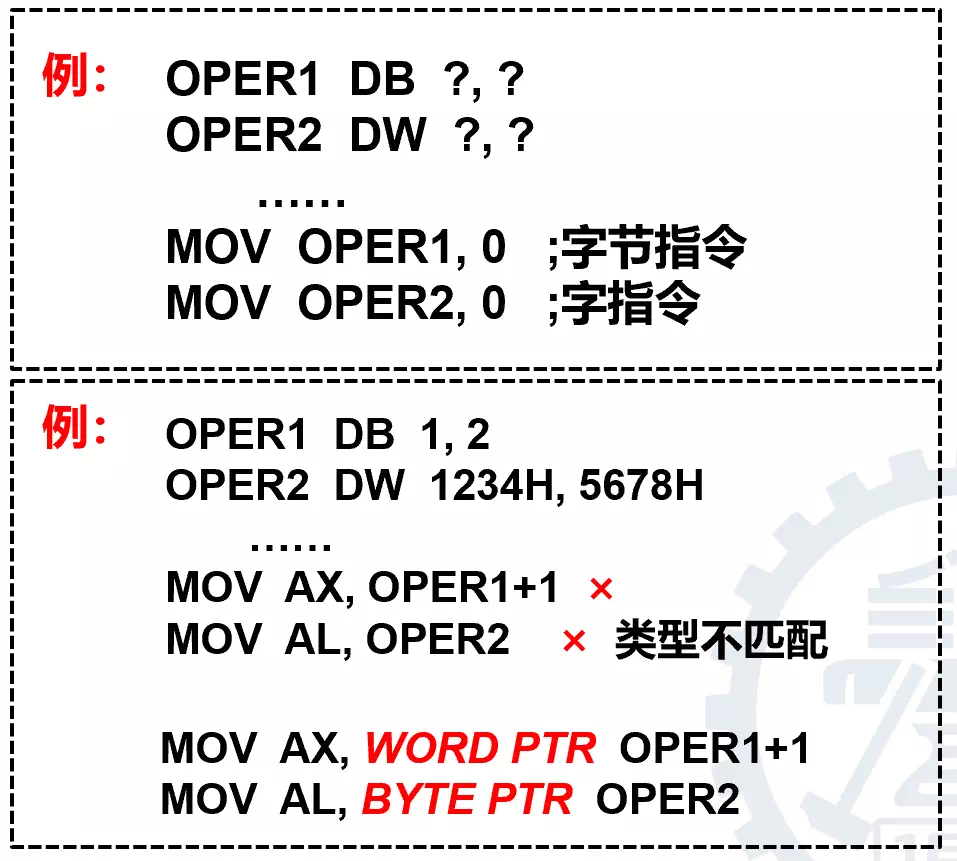 例: OPER1 DB ?, ?
OPER2 DW ?, ?
……
MOV OPER1, 0 ;字节指令
MOV OPER2, 0 ;字指令
例: OPER1 DB 1, 2
OPER2 DW 1234H, 5678H
……
MOV AX, OPER1+1 ×
MOV AL, OPER2 × 类型不匹配
MOV AX, WORD PTR OPER1+1
MOV AL, BYTE PTR OPER2